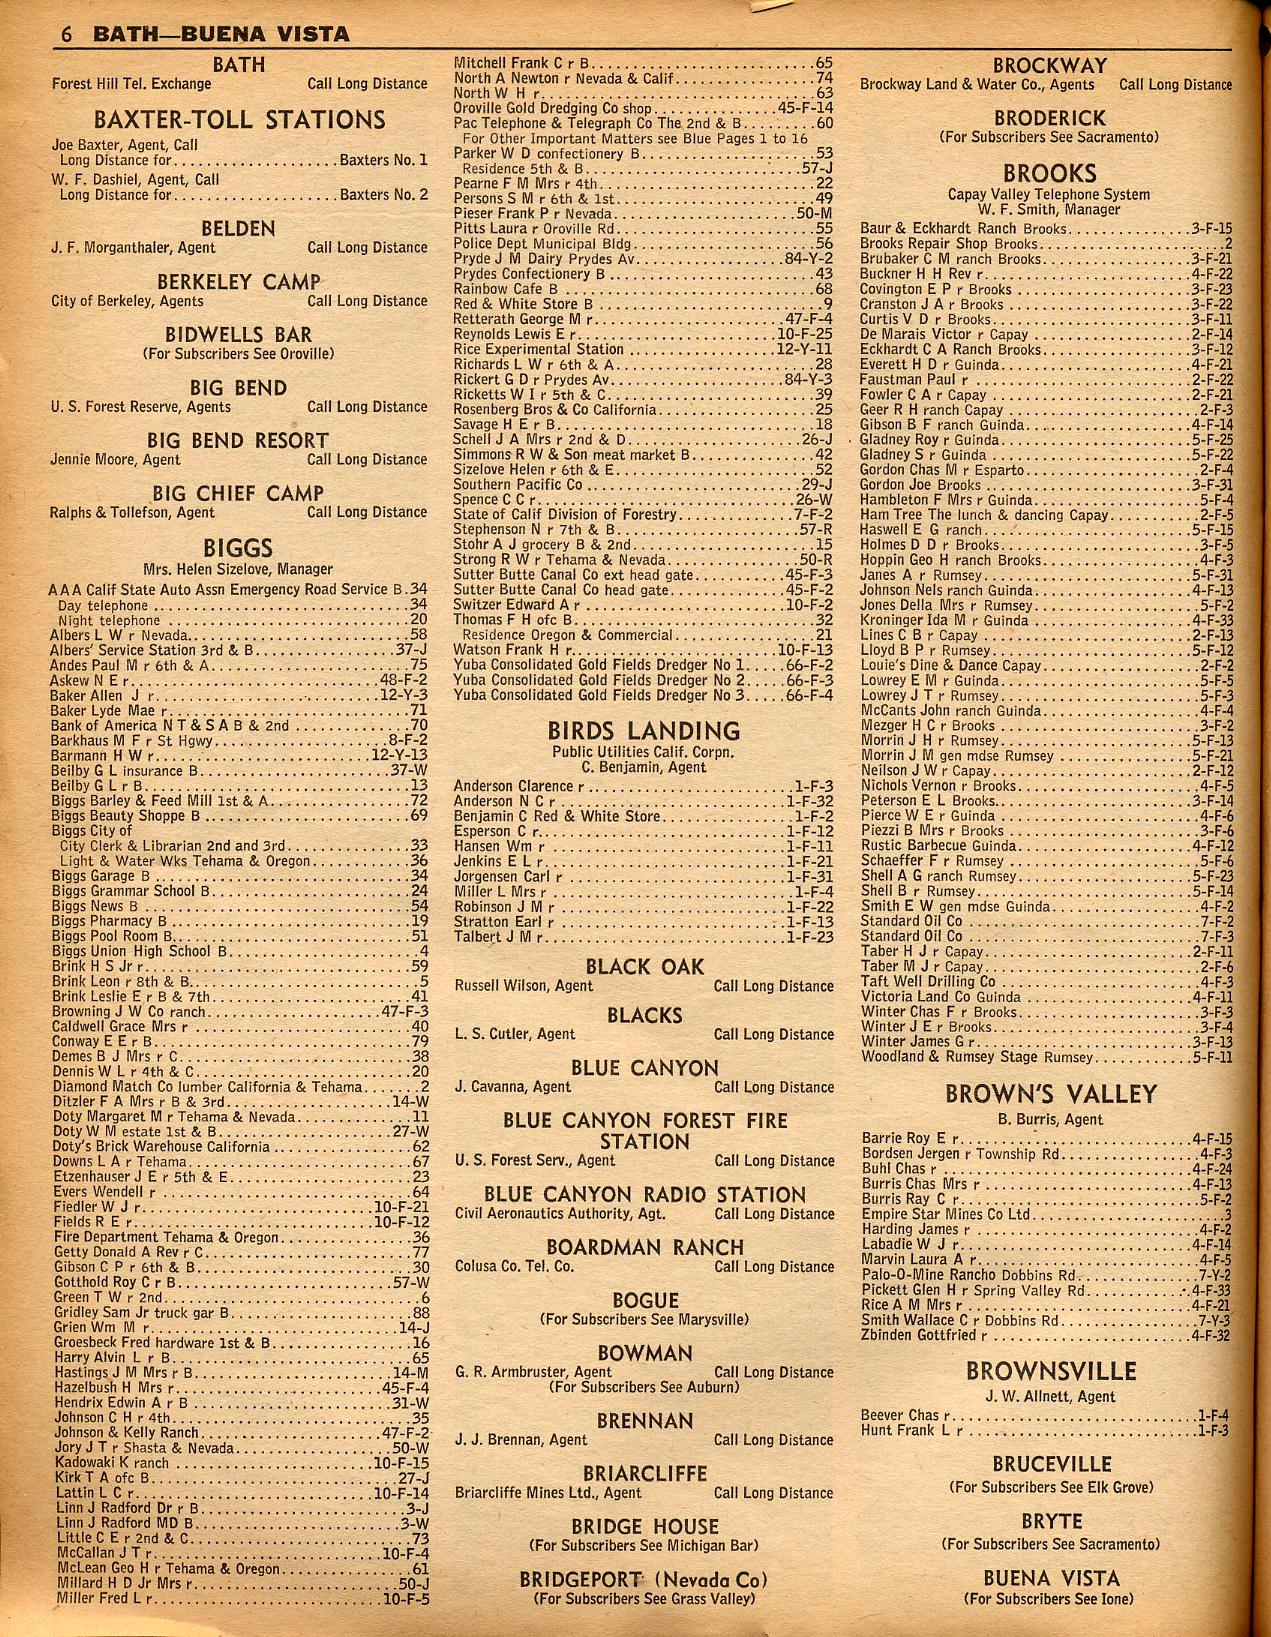 6 BATH—BUENA VISTA
BATH
Forest Hill Tel. Exchange Call Long Distance
BAXTER-TOLL STATIONS
Joe Baxter, Agent, Call
Long Distance for....................Baxters No. 1
W. F. Dashiel, Agent, Call
Long Distance for....................Baxters No. 2
BELDEN
J. F. Morganthaler, Agent Call Long Distance
BERKELEY CAMP
City of Berkeley, Agents Call Long Distance
BIDWELLS BAR
(For Subscribers See Oroville)
BIG BEND
U. S. Forest Reserve, Agents Call Long Distance
BIG BEND RESORT
Jennie Moore, Agent Call Long Distance
BIG CHIEF CAMP
Ralphs & Tollefson, Agent Call Long Distance
BIGGS
Mrs. Helen Sizelove, Manager
AAA Calif State Auto Assn Emergency Road Service B.34
Day telephone ....................34
Night telephone ....................20
Albers L W r Nevada....................58
Albers' Service Station 3rd & B....................37-J
Andes Paul M r 6th & A....................75
Askew N E r....................48-F-2
Baker Allen J r....................12-Y-3
Baker Lyde Mae r....................71
Bank of America N T & S A B & 2nd ....................70
Barkhaus M F r St Hgwy....................8-F-2
Barmann H W r....................12-Y-13
Beilby G L insurance B....................37-W
Beilby G L r B....................13
Biggs Barley & Feed Mill 1st & A....................72
Biggs Beauty Shoppe B ....................69
Biggs City of
City Clerk & Librarian 2nd and 3rd....................33
Light & Water Wks Tehama & Oregon....................36
Biggs Garage B ....................34
Biggs Grammar School B....................24
Biggs News B ....................54
Biggs Pharmacy B ....................19
Biggs Pool Room B....................51
Biggs Union High School B....................4
Brink H S Jr r....................59
Brink Leon r 8th & B....................5
Brink Leslie E r B & 7th....................41
Browning J W Co ranch....................47-F-3
Caldwell Grace Mrs r ....................40
Conway E E r B....................79
Demes B J Mrs r C....................38
Dennis W L r 4th & C....................20
Diamond Match Co lumber California & Tehama.......2
Ditzler F A Mrs r B & 3rd....................14-W
Doty Margaret M r Tehama & Nevada....................11
Doty W M estate 1st & B....................27-W
Doty's Brick Warehouse California ....................62
Downs L A r Tehama....................67
Etzenhauser J E r 5th & E....................23
Evers Wendell r ....................64
Fiedler W J r....................10-F-21
Fields R E r....................10-F-12
Fire Department Tehama & Oregon....................36
Getty Donald A Rev r C....................77
Gibson C P r 6th & B....................30
Gotthold Roy C r B....................57-W
Green T W r 2nd....................6
Gridley Sam Jr truck gar B....................88
Grien Wm M r....................14-J
Groesbeck Fred hardware 1st & B....................16
Harry Alvin L r B....................65
Hastings J M Mrs r B....................14-M
Hazelbush H Mrs r....................45-F-4
Hendrix Edwin A r B....................31-W
Johnson C H r 4th....................35
Johnson & Kelly Ranch....................47-F-2
Jory J T r Shasta & Nevada....................50-W
Kadowaki K ranch ....................10-F-15
Kirk T A ofc B....................27-J
Lattin L C r....................10-F-14
Linn J Radford Dr r B....................3-J
Linn J Radford MD B....................3-W
Little C E r 2nd & C....................73
McCallan J T r....................10-F-4
McLean Geo H r Tehama & Oregon....................61
Millard H D Jr Mrs r....................50-J
Miller Fred L r....................10-F-5
Mitchell Frank C r B....................65
North A Newton r Nevada & Calif....................74
North W H r....................63
Oroville Gold Dredging Co shop....................45-F-14
Pac Telephone & Telegraph Co The 2nd & B.........60
For Other Important Matters see Blue Pages 1 to 16
Parker W D confectionery B....................53
Residence 5th & B....................57-J
Pearne F M Mrs r 4th....................22
Persons S M r 6th & 1st....................49
Pieser Frank P r Nevada....................50-M
Pitts Laura r Oroville Rd....................55
Police Dept Municipal Bldg....................56
Pryde J M Dairy Prydes Av....................84-Y-2
Prydes Confectionery B ....................43
Rainbow Cafe B ....................68
Red & White Store B ....................9
Retterath George M r....................47-F-4
Reynolds Lewis E r....................10-F-25
Rice Experimental Station ....................12-Y-11
Richards L W r 6th & A....................28
Rickert G D r Prydes Av....................84-Y-3
Ricketts W I r 5th & C....................39
Rosenberg Bros & Co California....................25
Savage H E r B....................18
Schell J A Mrs r 2nd & D....................26-J
Simmons R W & Son meat market B....................42
Sizelove Helen r 6th & E....................52
Southern Pacific Co ....................29-J
Spence C C r....................26-W
State of Calif Division of Forestry....................7-F-2
Stephenson N r 7th & B....................57-R
Stohr A J grocery B & 2nd....................15
Strong R W r Tehama & Nevada....................50-R
Sutter Butte Canal Co ext head gate............45-F-3
Sutter Butte Canal Co head gate....................45-F-2
Switzer Edward A r ....................10-F-2
Thomas F H ofc B....................32
Residence Oregon & Commercial....................21
Watson Frank H r....................10-F-13
Yuba Consolidated Gold Fields Dredger No 1.....66-F-2
Yuba Consolidated Gold Fields Dredger No 2.....66-F-3
Yuba Consolidated Gold Fields Dredger No 3.....66-F-4
BIRDS LANDING
Public Utilities Calif. Corpn.
C. Benjamin, Agent
Anderson Clarence r ....................1-F-3
Anderson N C r ....................1-F-32
Benjamin C Red & White Store....................1-F-2
Esperson C r....................1-F-12
Hansen Wm r ....................1-F-11
Jenkins E L r....................1-F-21
Jorgensen Carl r ....................1-F-31
Miller L Mrs r ....................1-F-4
Robinson J M r ....................1-F-22
Stratton Earl r ....................1-F-13
Talbert J M r....................1-F-23
BLACK OAK
Russell Wilson, Agent Call Long Distance
BLACKS
L. S. Cutler, Agent Call Long Distance
BLUE CANYON
J. Cavanna, Agent Call Long Distance
BLUE CANYON FOREST FIRE
STATION
U. S. Forest Serv., Agent Call Long Distance
BLUE CANYON RADIO STATION
Civil Aeronautics Authority, Agt. Call Long Distance
BOARDMAN RANCH
Colusa Co. Tel. Co. Call Long Distance
BOGUE
(For Subscribers See Marysville)
BOWMAN
G. R. Armbruster, Agent Call Long Distance
(For Subscribers See Auburn)
BRENNAN
J. J. Brennan, Agent Call Long Distance
BRIARCLIFFE
Briarcliffe Mines Ltd., Agent Call Long Distance
BRIDGE HOUSE
(For Subscribers See Michigan Bar)
BRIDGEPORT (Nevada Co)
(For Subscribers See Grass Valley)
BROCKWAY
Brockway Land & Water Co., Agents Call Long Distance
BRODERICK
(For Subscribers See Sacramento)
BROOKS
Capay Valley Telephone System
W. F. Smith, Manager
Baur & Eckhardt Ranch Brooks....................3-F-15
Brooks Repair Shop Brooks....................2
Brubaker C M ranch Brooks....................3-F-21
Buckner H H Rev r....................4-F-22
Covington E P r Brooks ....................3-F-23
Cranston J A r Brooks ....................3-F-22
Curtis V D r Brooks....................3-F-11
De Marais Victor r Capay ....................2-F-14
Eckhardt C A Ranch Brooks....................3-F-12
Everett H D r Guinda....................4-F-21
Faustman Paul r ....................2-F-22
Fowler C A r Capay ....................2-F-21
Geer R H ranch Capay ....................2-F-3
Gibson B F ranch Guinda....................4-F-14
Gladney Roy r Guinda....................5-F-25
Gladney S r Guinda ....................5-F-22
Gordon Chas M r Esparto....................2-F-4
Gordon Joe Brooks....................3-F-31
Hambleton F Mrs r Guinda....................5-F-4
Ham Tree The lunch & dancing Capay............2-F-5
Haswell E G ranch....................5-F-15
Holmes D D r Brooks....................3-F-5
Hoppin Geo H ranch Brooks....................4-F-3
Janes A r Rumsey....................5-F-31
Johnson Nels ranch Guinda....................4-F-13
Jones Della Mrs r Rumsey....................5-F-2
Kroninger Ida M r Guinda ....................4-F-33
Lines C B r Capay ....................2-F-13
Lloyd B P r Rumsey....................5-F-12
Louie's Dine & Dance Capay....................2-F-2
Lowrey E M r Guinda....................5-F-5
Lowrey J T r Rumsey....................5-F-3
McCants John ranch Guinda....................4-F-4
Mezger H C r Brooks ....................3-F-2
Morrin J H r Rumsey....................5-F-13
Morrin J M gen mdse Rumsey ....................5-F-21
Neilson J W r Capay....................2-F-12
Nichols Vernon r Brooks....................4-F-5
Peterson E L Brooks....................3-F-14
Pierce W E r Guinda ....................4-F-6
Piezzi B Mrs r Brooks ....................3-F-6
Rustic Barbecue Guinda....................4-F-12
Schaeffer F r Rumsey ....................5-F-6
Shell A G ranch Rumsey....................5-F-23
Shell B r Rumsey....................5-F-14
Smith E W gen mdse Guinda....................4-F-2
Standard Oil Co ....................7-F-2
Standard Oil Co ....................7-F-3
Taber H J r Capay....................2-F-11
Taber M J r Capay....................2-F-6
Taft Well Drilling Co ....................4-F-3
Victoria Land Co Guinda ....................4-F-11
Winter Chas F r Brooks....................3-F-3
Winter J E r Brooks....................3-F-4
Winter James G r....................3-F-13
Woodland & Rumsey Stage Rumsey............5-F-11
BROWN'S VALLEY
B. Burris, Agent
Barrie Roy E r....................4-F-15
Bordsen Jergen r Township Rd....................4-F-3
Buhl Chas r ....................4-F-24
Burris Chas Mrs r ....................4-F-13
Burris Ray C r....................5-F-2
Empire Star Mines Co Ltd....................3
Harding James r ....................4-F-2
Labadie W J r....................4-F-14
Marvin Laura A r....................4-F-5
Palo-O-Mine Rancho Dobbins Rd....................7-Y-2
Pickett Glen H r Spring Valley Rd............4-F-33
Rice A M Mrs r ....................4-F-21
Smith Wallace C r Dobbins Rd....................7-Y-3
Zbinden Gottfried r ....................4-F-32
BROWNSVILLE
J. W. Allnett, Agent
Beever Chas r....................1-F-4
Hunt Frank L r ....................1-F-3
BRUCEVILLE
(For Subscribers See Elk Grove)
BRYTE
(For Subscribers See Sacramento)
BUENA VISTA
(For Subscribers See Ione)